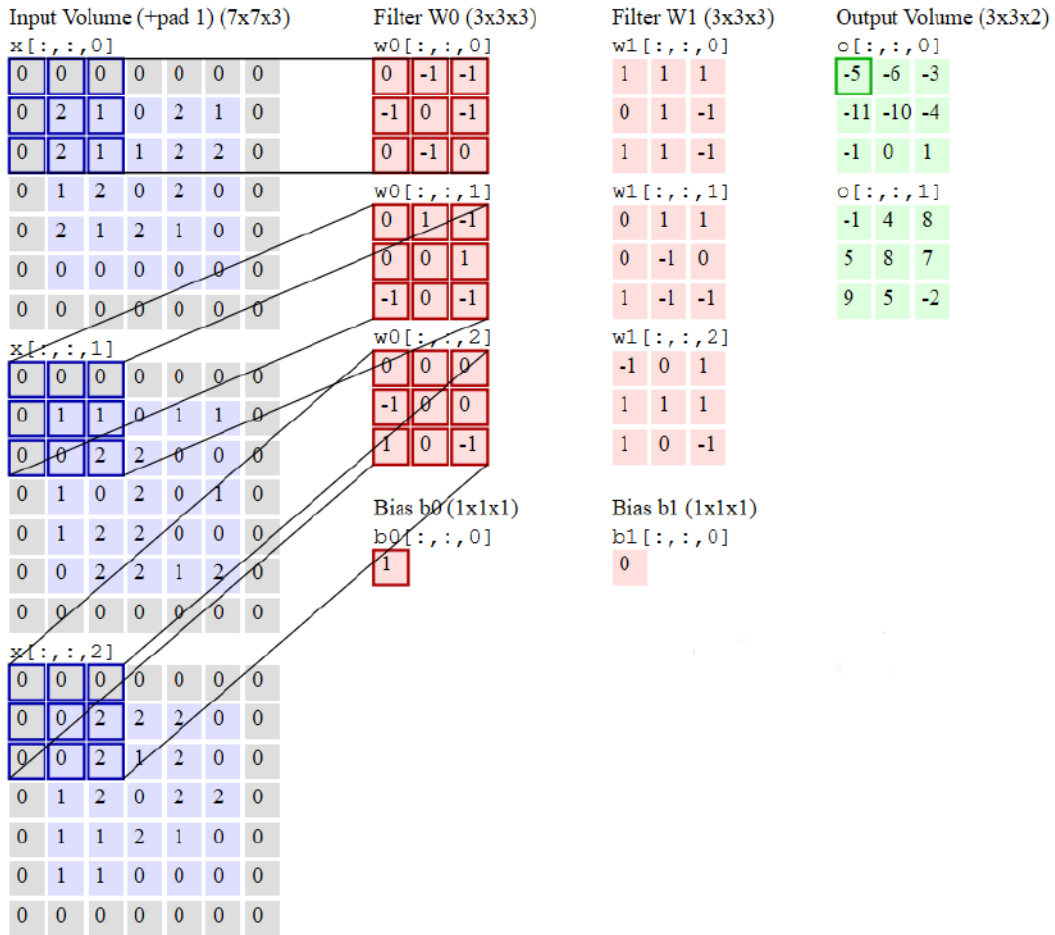 Input Volume (+pad 1) (7x7x3)
x[:,:,0]
0 0 0 0 0 0 0
0 2 1 0 2 1 0
0 2 1 1 2 2 0
0 1 2 0 2 0 0
0 2 1 2 1 0 0
0 0 0 0 0 0 0
0 0 0 0 0 0 0
x[:,:,1]
0 0 0 0 0 0 0
0 1 1 0 1 1 0
0 0 2 2 0 0 0
0 1 0 2 0 1 0
0 1 2 2 0 0 0
0 0 2 2 1 2 0
0 0 0 0 0 0 0
x[:,:,2]
0 0 0 0 0 0 0
0 0 2 2 2 0 0
0 0 2 1 2 0 0
0 1 2 0 2 2 0
0 1 1 2 1 0 0
0 1 1 0 0 0 0
0 0 0 0 0 0 0
Filter W0 (3x3x3)
w0[:,:,0]
0 -1 -1
-1 0 -1
0 -1 0
w0[:,:,1]
0 1 -1
0 0 1
-1 0 -1
w0[:,:,2]
0 0 0
-1 0 0
1 0 -1
Bias b0 (1x1x1)
b0[:,:,0]
1
Filter W1 (3x3x3)
w1[:,:,0]
1 1 1
0 1 -1
1 1 -1
w1[:,:,1]
0 1 1
0 -1 0
1 -1 -1
w1[:,:,2]
-1 0 1
1 1 1
1 0 -1
Bias b1 (1x1x1)
b1[:,:,0]
0
Output Volume (3x3x2)
o[:,:,0]
-5 -6 -3
-11 -10 -4
-1 0 1
o[:,:,1]
-1 4 8
5 8 7
9 5 -2